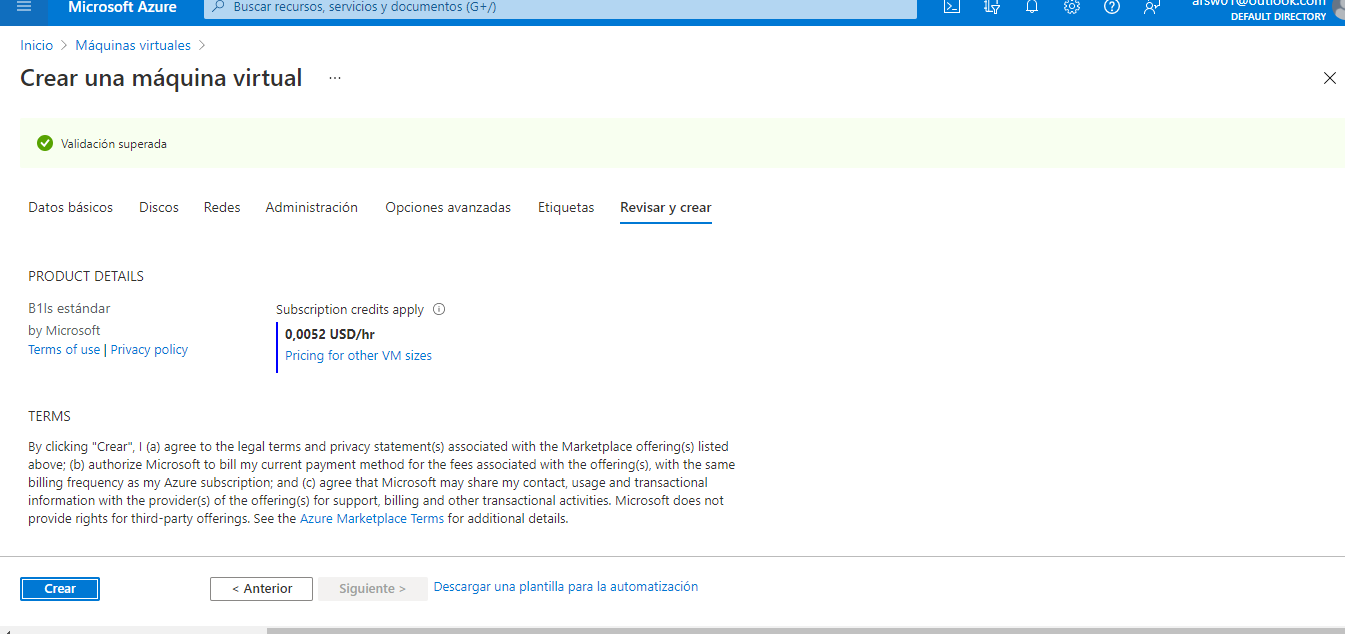 Microsoft Azure
Buscar recursos, servicios y documentos (G+/)
arsw01@outlook.com
DEFAULT DIRECTORY
Inicio > Máquinas virtuales >
Crear una máquina virtual ...
Validación superada
Datos básicos Discos Redes Administración Opciones avanzadas Etiquetas Revisar y crear
PRODUCT DETAILS
B1ls estándar
by Microsoft
Terms of use | Privacy policy
Subscription credits apply
0,0052 USD/hr
Pricing for other VM sizes
TERMS
By clicking "Crear", I (a) agree to the legal terms and privacy statement(s) associated with the Marketplace offering(s) listed
above; (b) authorize Microsoft to bill my current payment method for the fees associated with the offering(s), with the same
billing frequency as my Azure subscription; and (c) agree that Microsoft may share my contact, usage and transactional
information with the provider(s) of the offering(s) for support, billing and other transactional activities. Microsoft does not
provide rights for third-party offerings. See the Azure Marketplace Terms for additional details.
Crear
< Anterior
Siguiente >
Descargar una plantilla para la automatización